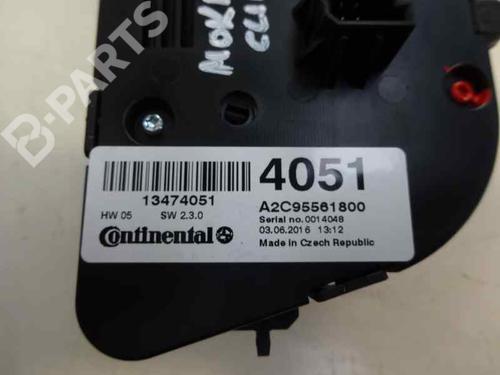 B-PARTS
MOKKA
4051
13474051
A2C95561800
HW 05 SW 2.3.0
Serial no.0014048
03.06.2016 13:12
Continental
Made in Czech Republic